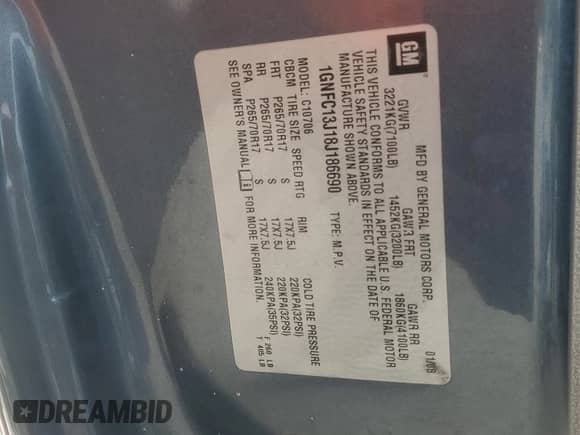 GM
MFD BY GENERAL MOTORS CORP. 01/08
GVWR GAWR FRT GAWR RR
3221KG(7100LB) 1452KG(3200LB) 1860KG(4100LB)
THIS VEHICLE CONFORMS TO ALL APPLICABLE U.S. FEDERAL MOTOR
VEHICLE SAFETY STANDARDS IN EFFECT ON THE DATE OF
MANUFACTURE SHOWN ABOVE.
1GNFC13J18J186690 TYPE: M.P.V.
C10706
CBCM TIRE SIZE SPEED RTG RIM COLD TIRE PRESSURE
FRT P265/70R17 S 17X7.5J 220KPA(32PSI)
RR P265/70R17 S 17X7.5J 220KPA(32PSI)
SPA P265/70R17 S 17X7.5J 240KPA(35PSI)
SEE OWNER'S MANUAL FOR MORE INFORMATION.
F 260 LB
T 405 LB
DREAMBID